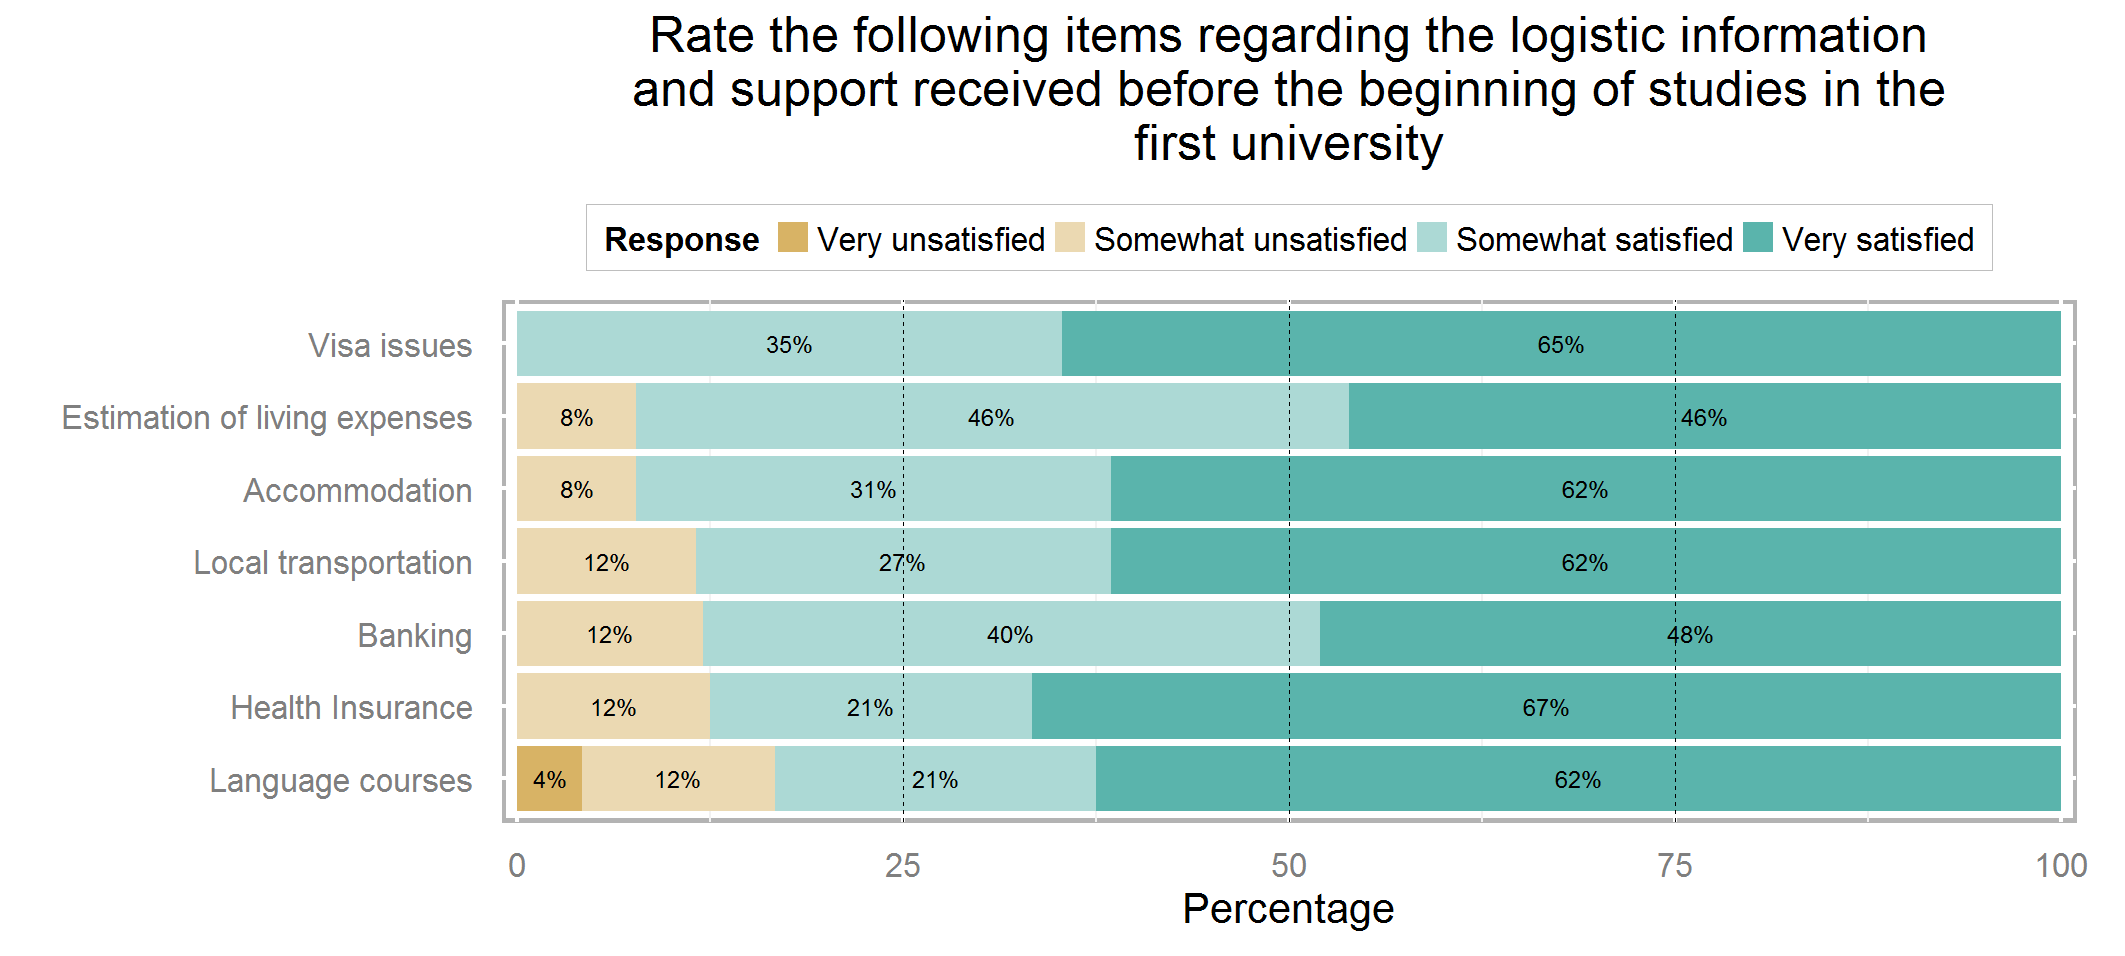 Rate the following items regarding the logistic information
and support received before the beginning of studies in the
first university
Response Very unsatisfied Somewhat unsatisfied Somewhat satisfied Very satisfied
Visa issues 35% 65%
Estimation of living expenses 8% 46% 46%
Accommodation 8% 31% 62%
Local transportation 12% 27% 62%
Banking 12% 40% 48%
Health Insurance 12% 21% 67%
Language courses 4% 12% 21% 62%
0 25 50 75 100
Percentage